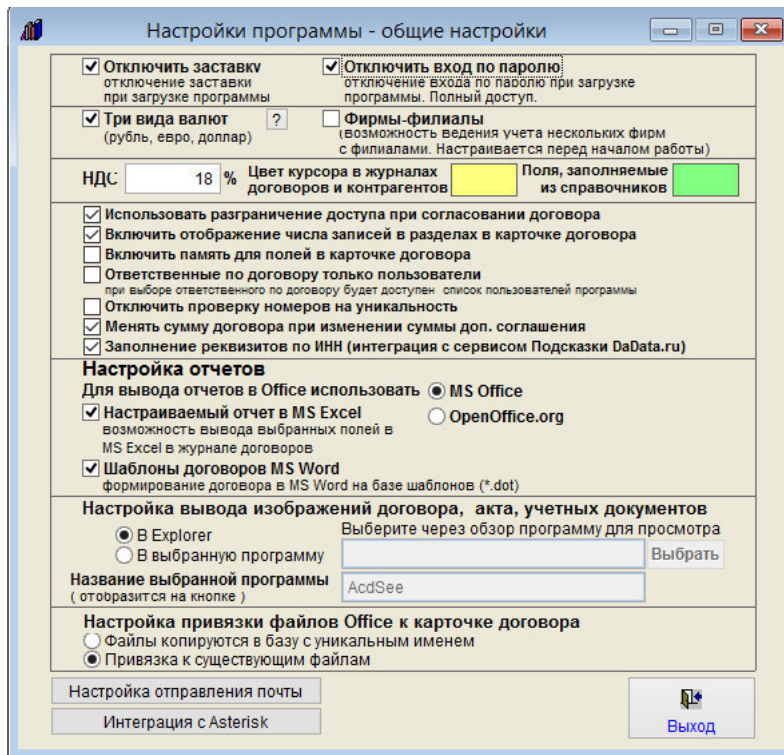 Настройки программы - общие настройки
Отключить заставку
отключение заставки
при загрузке программы
Отключить вход по паролю
отключение входа по паролю при загрузке
программы. Полный доступ.
Три вида валют ?
(рубль, евро, доллар)
Фирмы-филиалы
(возможность ведения учета нескольких фирм
с филиалами. Настраивается перед началом работы)
НДС 18 %
Цвет курсора в журналах
договоров и контрагентов
Поля, заполняемые
из справочников
Использовать разграничение доступа при согласовании договора
Включить отображение числа записей в разделах в карточке договора
Включить память для полей в карточке договора
Ответственные по договору только пользователи
при выборе ответственного по договору будет доступен список пользователей программы
Отключить проверку номеров на уникальность
Менять сумму договора при изменении суммы доп. соглашения
Заполнение реквизитов по ИНН (интеграция с сервисом Подсказки DaData.ru)
Настройка отчетов
Для вывода отчетов в Office использовать MS Office
OpenOffice.org
Настраиваемый отчет в MS Excel
возможность вывода выбранных полей в
MS Excel в журнале договоров
Шаблоны договоров MS Word
формирование договора в MS Word на базе шаблонов (*.dot)
Настройка вывода изображений договора, акта, учетных документов
В Explorer
В выбранную программу
Выберите через обзор программу для просмотра
Выбрать
Название выбранной программы
( отобразится на кнопке )
AcdSee
Настройка привязки файлов Office к карточке договора
Файлы копируются в базу с уникальным именем
Привязка к существующим файлам
Настройка отправления почты
Интеграция с Asterisk
Выход